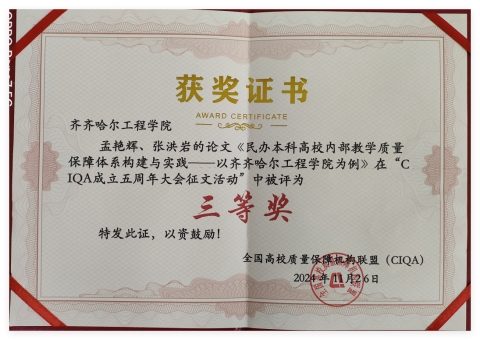 获奖证书
AWARD CERTIFICATE
齐齐哈尔工程学院
孟艳辉、张洪岩的论文《民办本科高校内部教学质量
保障体系构建与实践——以齐齐哈尔工程学院为例》在“C
IQA成立五周年大会征文活动”中被评为
三等奖
特发此证，以资鼓励！
全国高校质量保障机构联盟（CIQA）
2024年11月26日